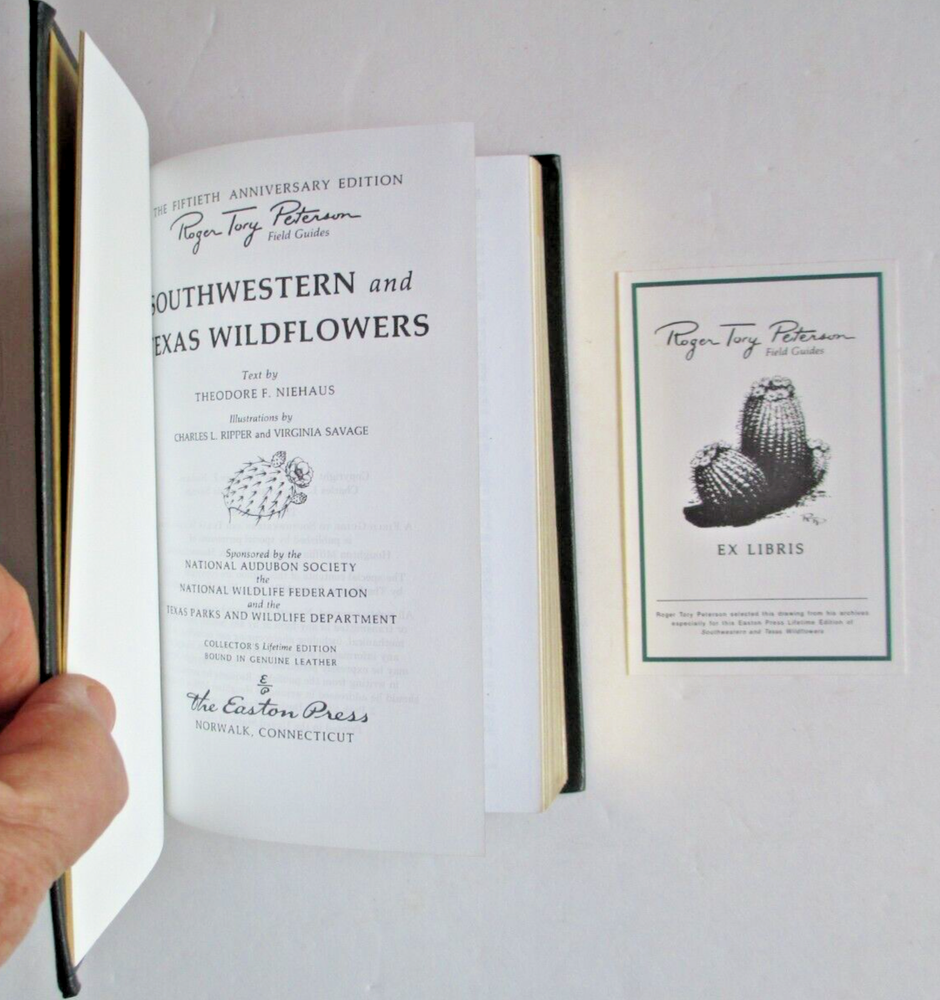 THE FIFTIETH ANNIVERSARY EDITION
Roger Tory Peterson
Field Guides
SOUTHWESTERN and
TEXAS WILDFLOWERS
Text by
THEODORE F. NIEHAUS
Illustrations by
CHARLES L. RIPPER and VIRGINIA SAVAGE
Sponsored by the
NATIONAL AUDUBON SOCIETY
the
NATIONAL WILDLIFE FEDERATION
and the
TEXAS PARKS AND WILDLIFE DEPARTMENT
COLLECTOR'S Lifetime EDITION
BOUND IN GENUINE LEATHER
E
P
the Easton Press
NORWALK, CONNECTICUT
Roger Tory Peterson
Field Guides
EX LIBRIS
Roger Tory Peterson selected this drawing from his archives
especially for this Easton Press Lifetime Edition of
Southwestern and Texas Wildflowers